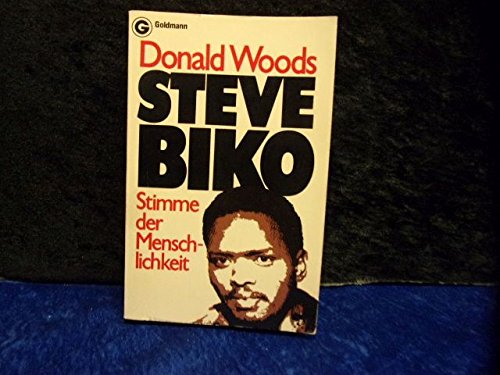 G Goldmann
Donald Woods
STEVE
BIKO
Stimme
der
Mensch-
lichkeit